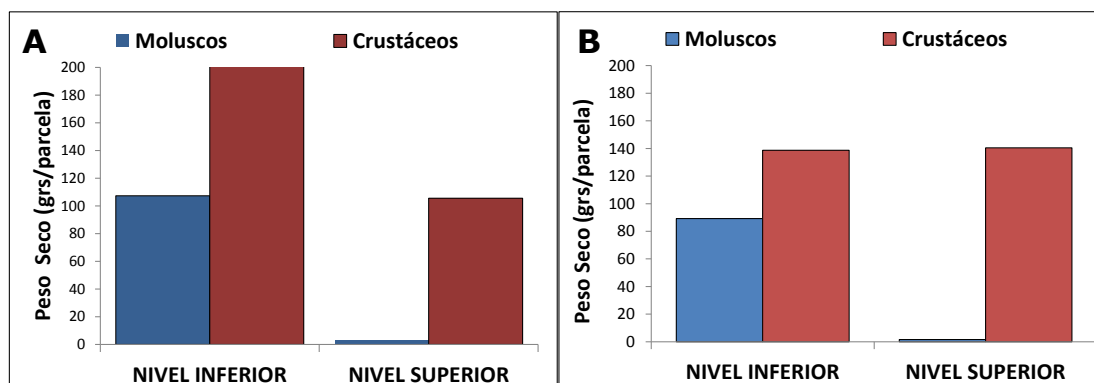 A
Moluscos
Crustáceos
Peso Seco (grs/parcela)
200
180
160
140
120
100
80
60
40
20
0
NIVEL INFERIOR
NIVEL SUPERIOR
B
Moluscos
Crustáceos
Peso Seco (grs/parcela)
200
180
160
140
120
100
80
60
40
20
0
NIVEL INFERIOR
NIVEL SUPERIOR